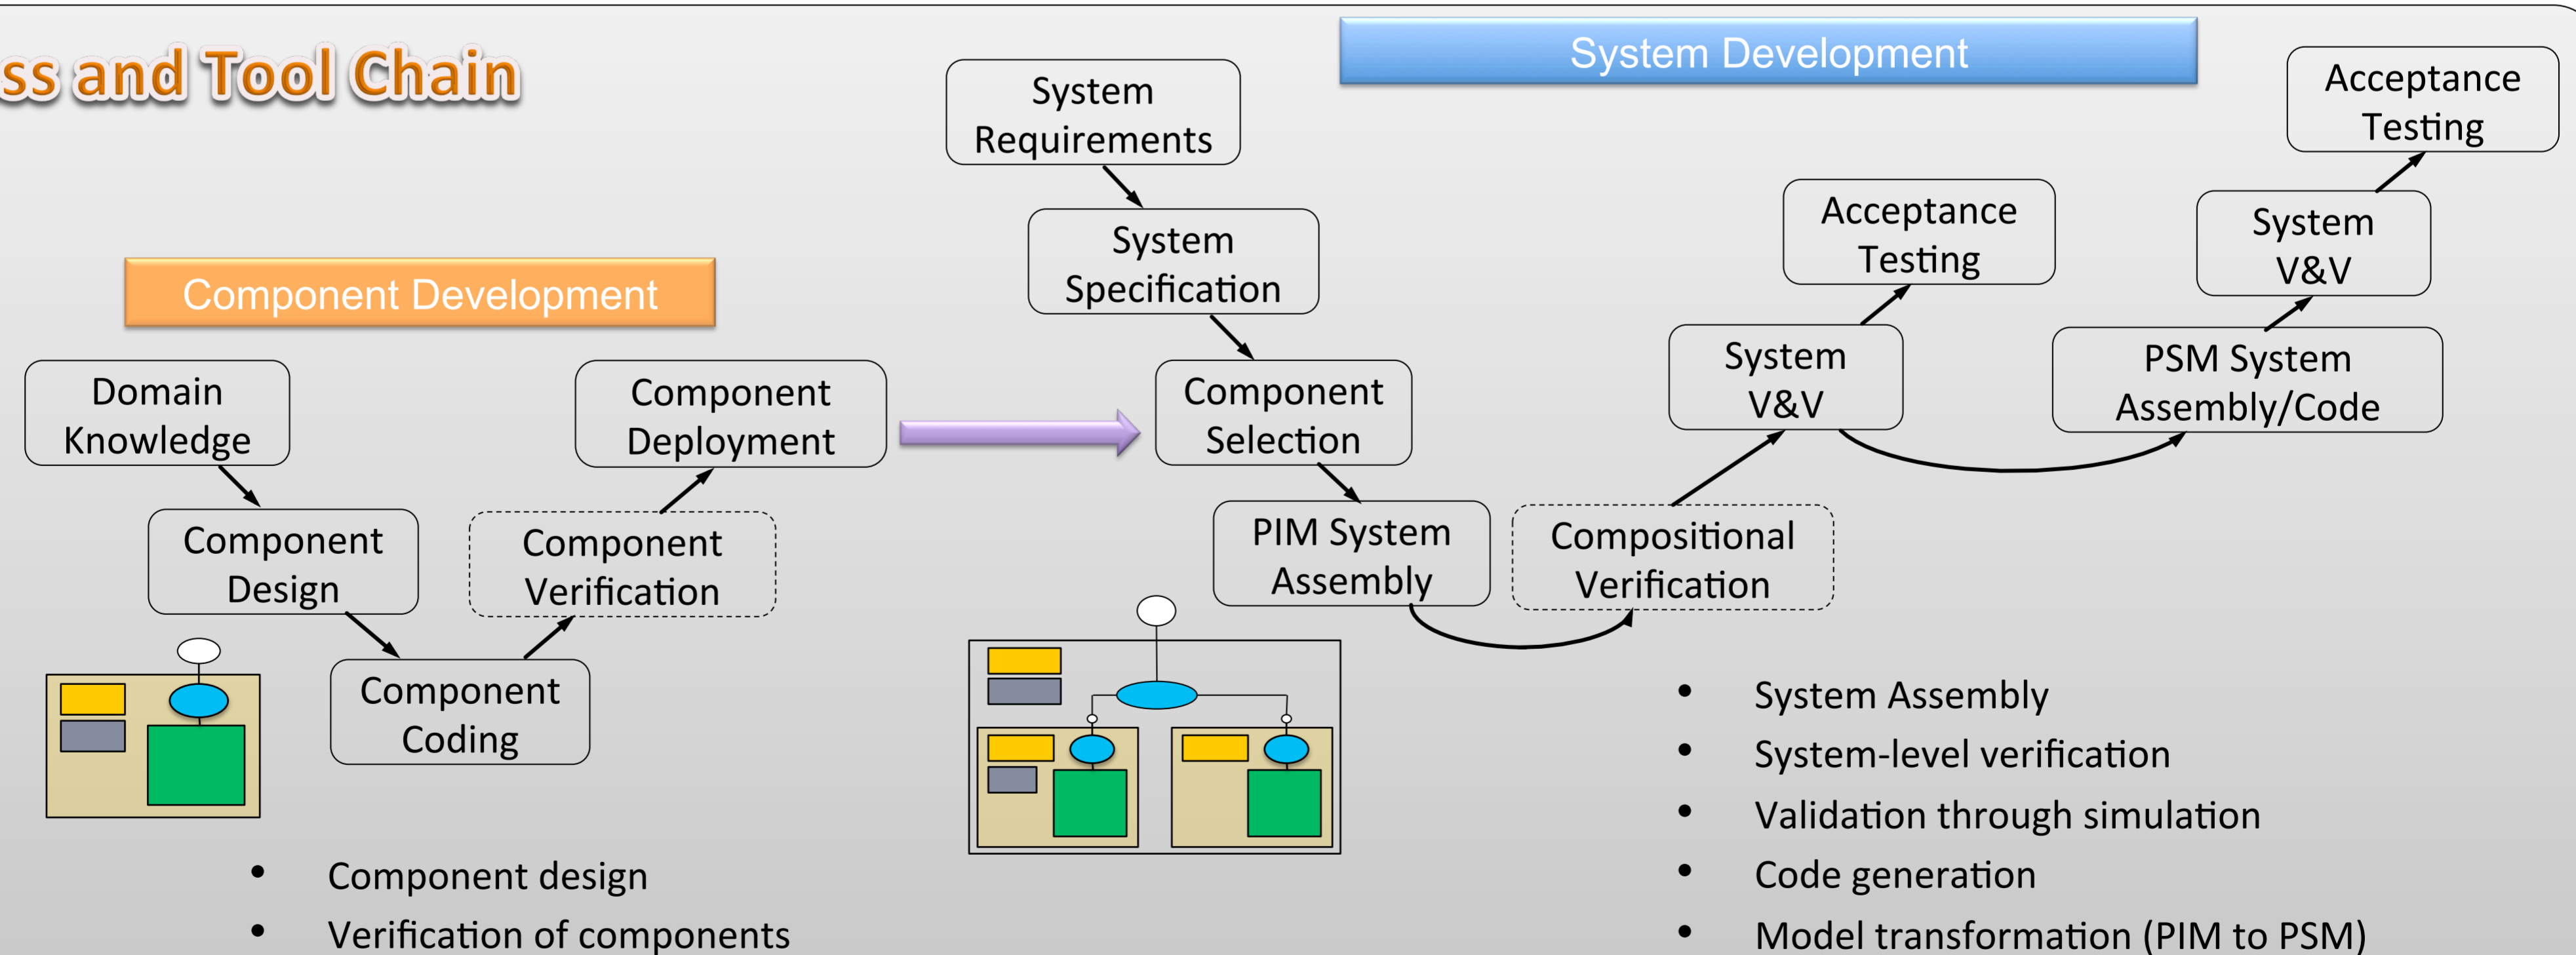 ss and Tool Chain
System Development
System
Requirements
Acceptance
Testing
System
Specification
Acceptance
Testing
System
V&V
Component Development
Domain
Knowledge
Component
Deployment
Component
Selection
System
V&V
PSM System
Assembly/Code
Component
Design
Component
Verification
PIM System
Assembly
Compositional
Verification
Component
Coding
• Component design
• Verification of components
• System Assembly
• System-level verification
• Validation through simulation
• Code generation
• Model transformation (PIM to PSM)